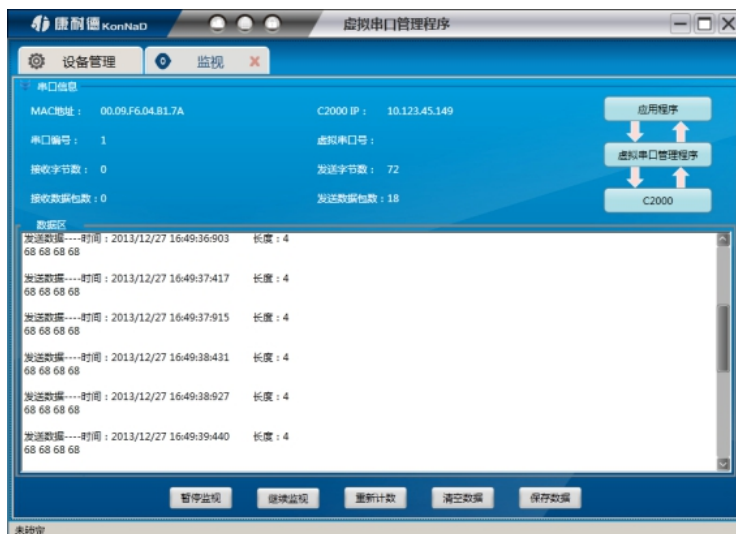 康耐德 KONNAD 虚拟串口管理程序
设备管理 监视
串口信息
MAC地址： 00.09.F6.04.B1.7A C2000 IP： 10.123.45.149 应用程序
串口编号： 1 虚拟串口号：
虚拟串口管理程序
接收字节数： 0 发送字节数： 72
接收数据包数：0 发送数据包数：18 C2000
数据区
发送数据----时间：2013/12/27 16:49:36:903 长度：4
68 68 68 68
发送数据----时间：2013/12/27 16:49:37:417 长度：4
68 68 68 68
发送数据----时间：2013/12/27 16:49:37:915 长度：4
68 68 68 68
发送数据----时间：2013/12/27 16:49:38:431 长度：4
68 68 68 68
发送数据----时间：2013/12/27 16:49:38:927 长度：4
68 68 68 68
发送数据----时间：2013/12/27 16:49:39:440 长度：4
68 68 68 68
暂停监视 继续监视 重新计数 清空数据 保存数据
未锁定